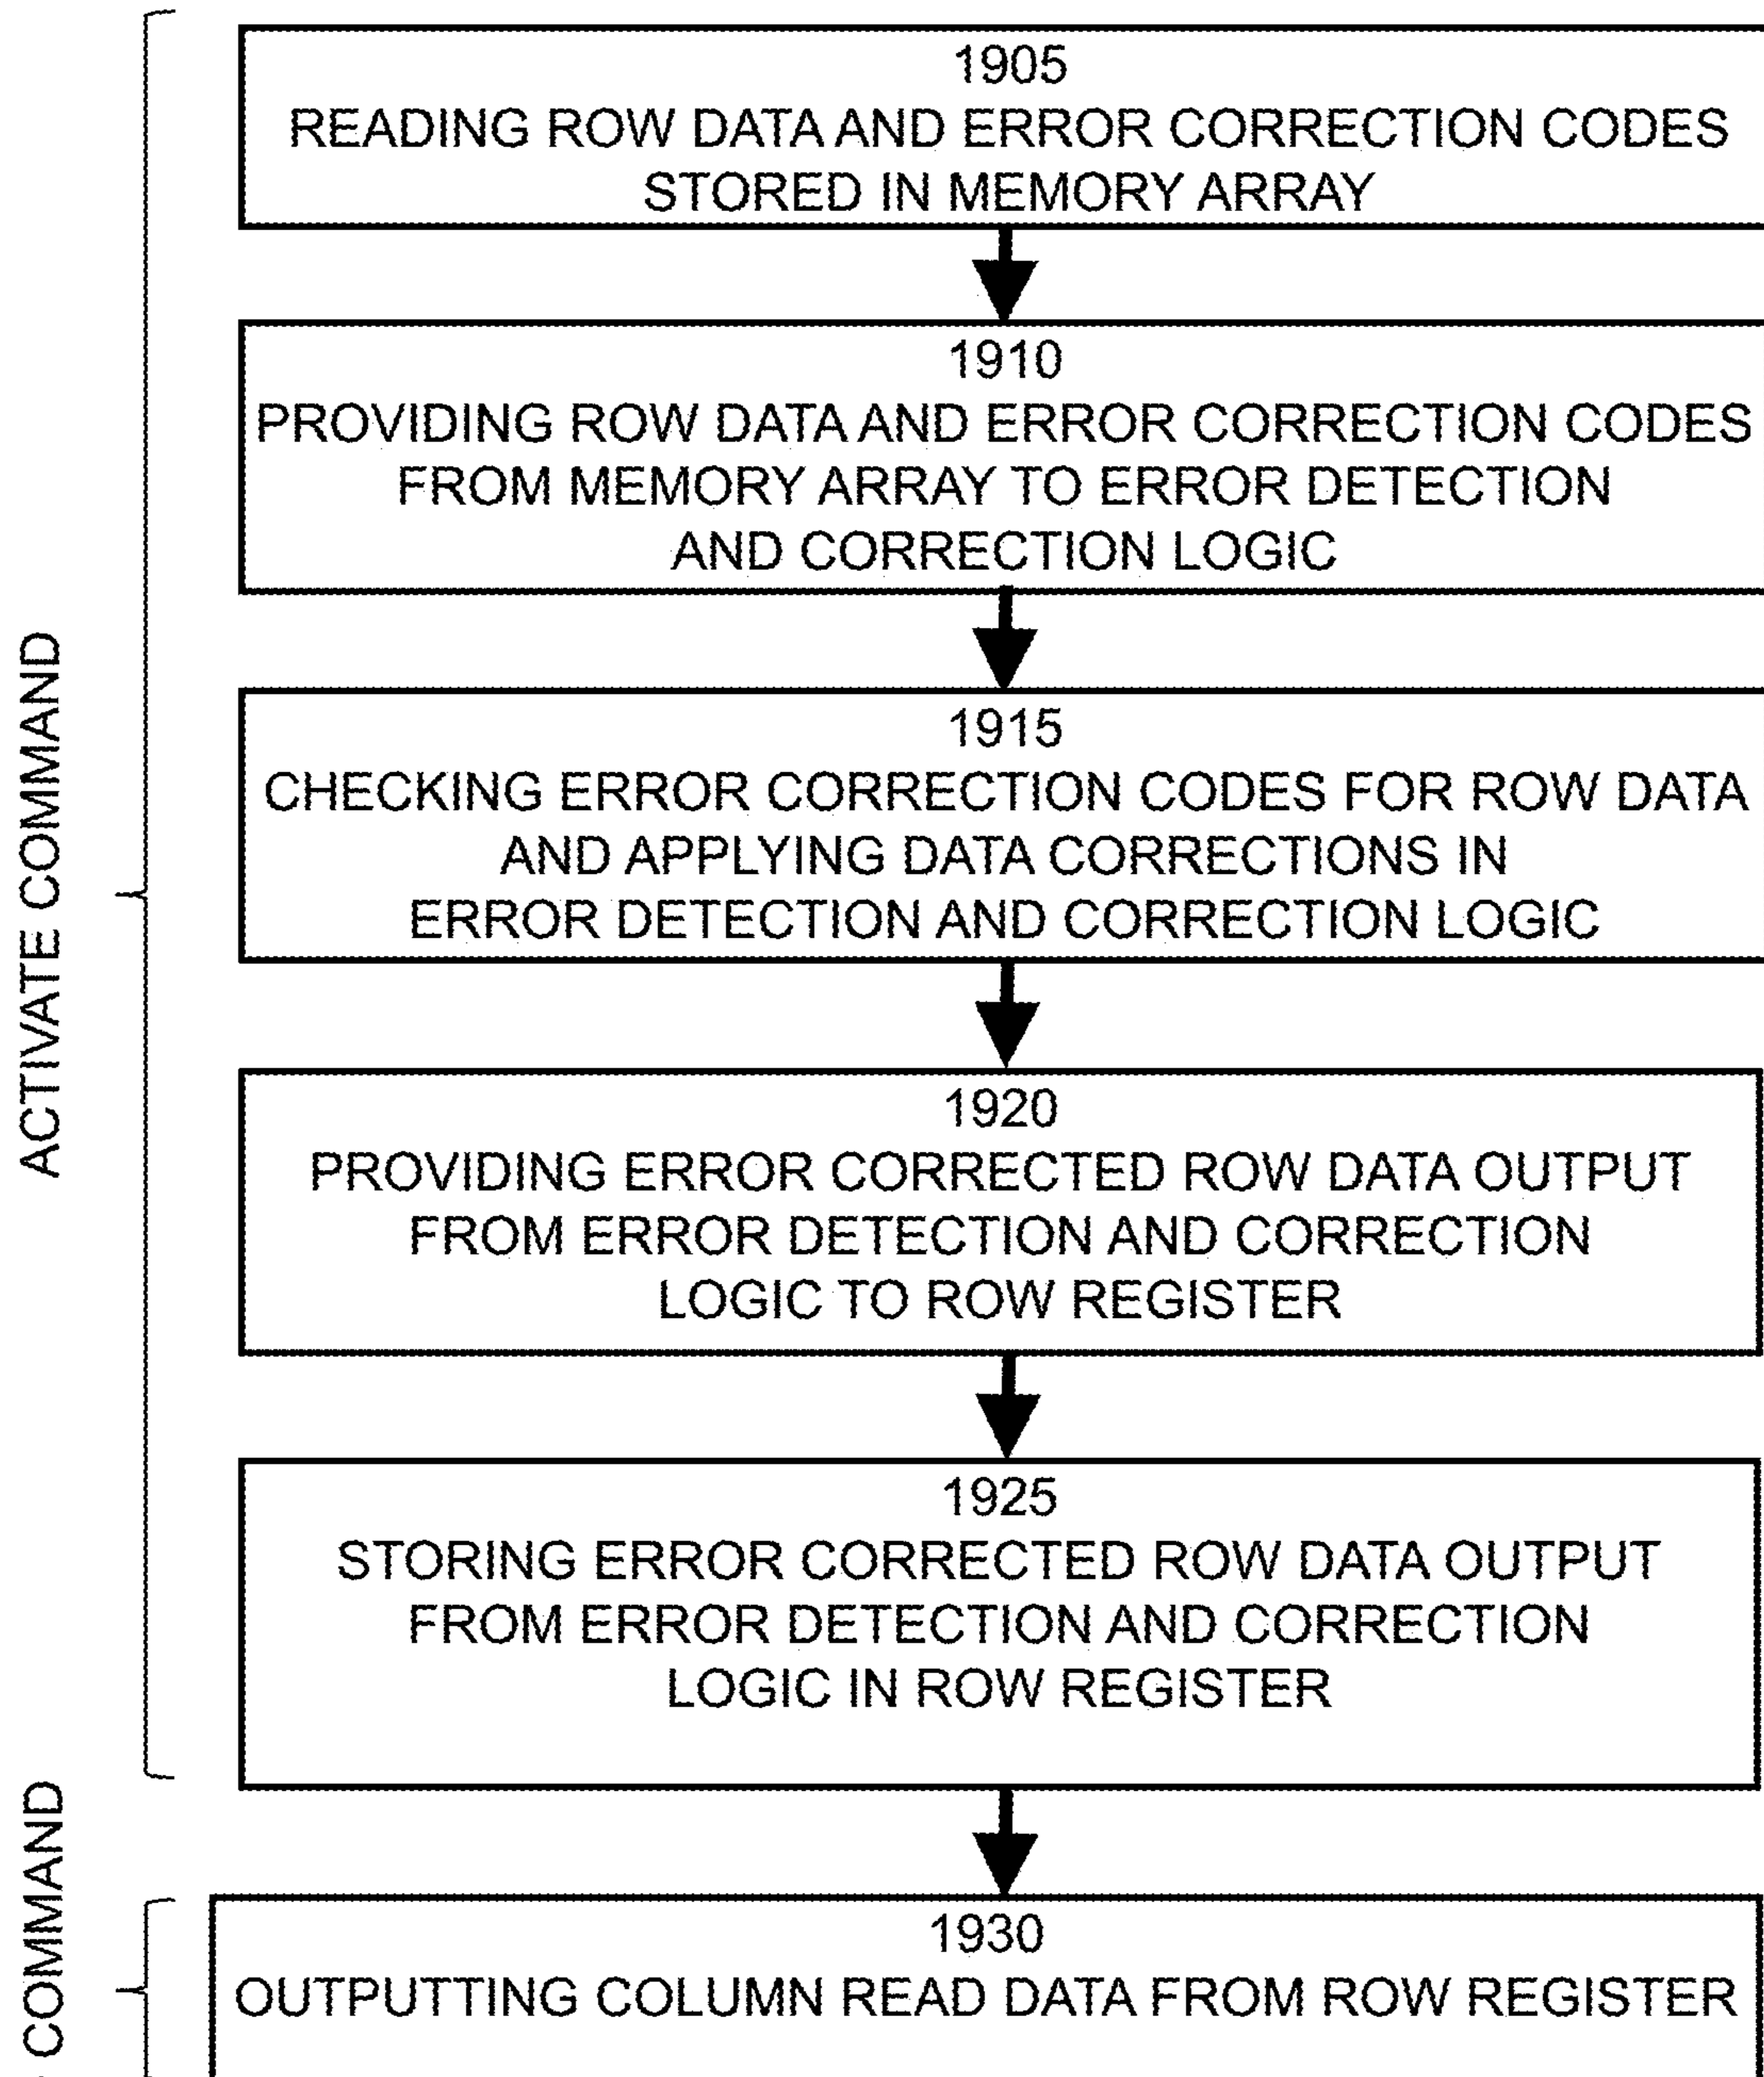 ACTIVATE COMMAND
1905
READING ROW DATA AND ERROR CORRECTION CODES
STORED IN MEMORY ARRAY
1910
PROVIDING ROW DATA AND ERROR CORRECTION CODES
FROM MEMORY ARRAY TO ERROR DETECTION
AND CORRECTION LOGIC
1915
CHECKING ERROR CORRECTION CODES FOR ROW DATA
AND APPLYING DATA CORRECTIONS IN
ERROR DETECTION AND CORRECTION LOGIC
1920
PROVIDING ERROR CORRECTED ROW DATA OUTPUT
FROM ERROR DETECTION AND CORRECTION
LOGIC TO ROW REGISTER
1925
STORING ERROR CORRECTED ROW DATA OUTPUT
FROM ERROR DETECTION AND CORRECTION
LOGIC IN ROW REGISTER
COMMAND
1930
OUTPUTTING COLUMN READ DATA FROM ROW REGISTER